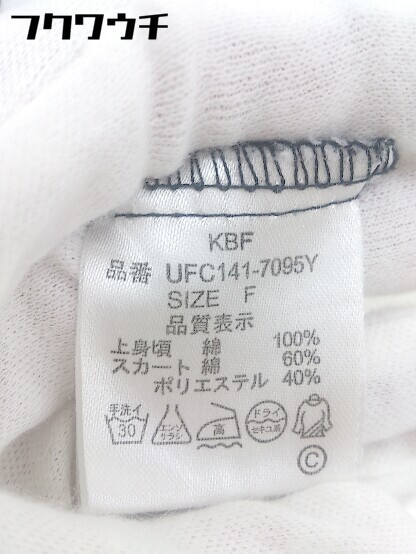 フクワウチ
KBF
品番 UFC141-7095Y
SIZE F
品質表示
上身頃 綿 100%
スカート 綿 60%
ポリエステル 40%
手洗イ 30 エンソサラシ 高 ドライ セキユ系
C